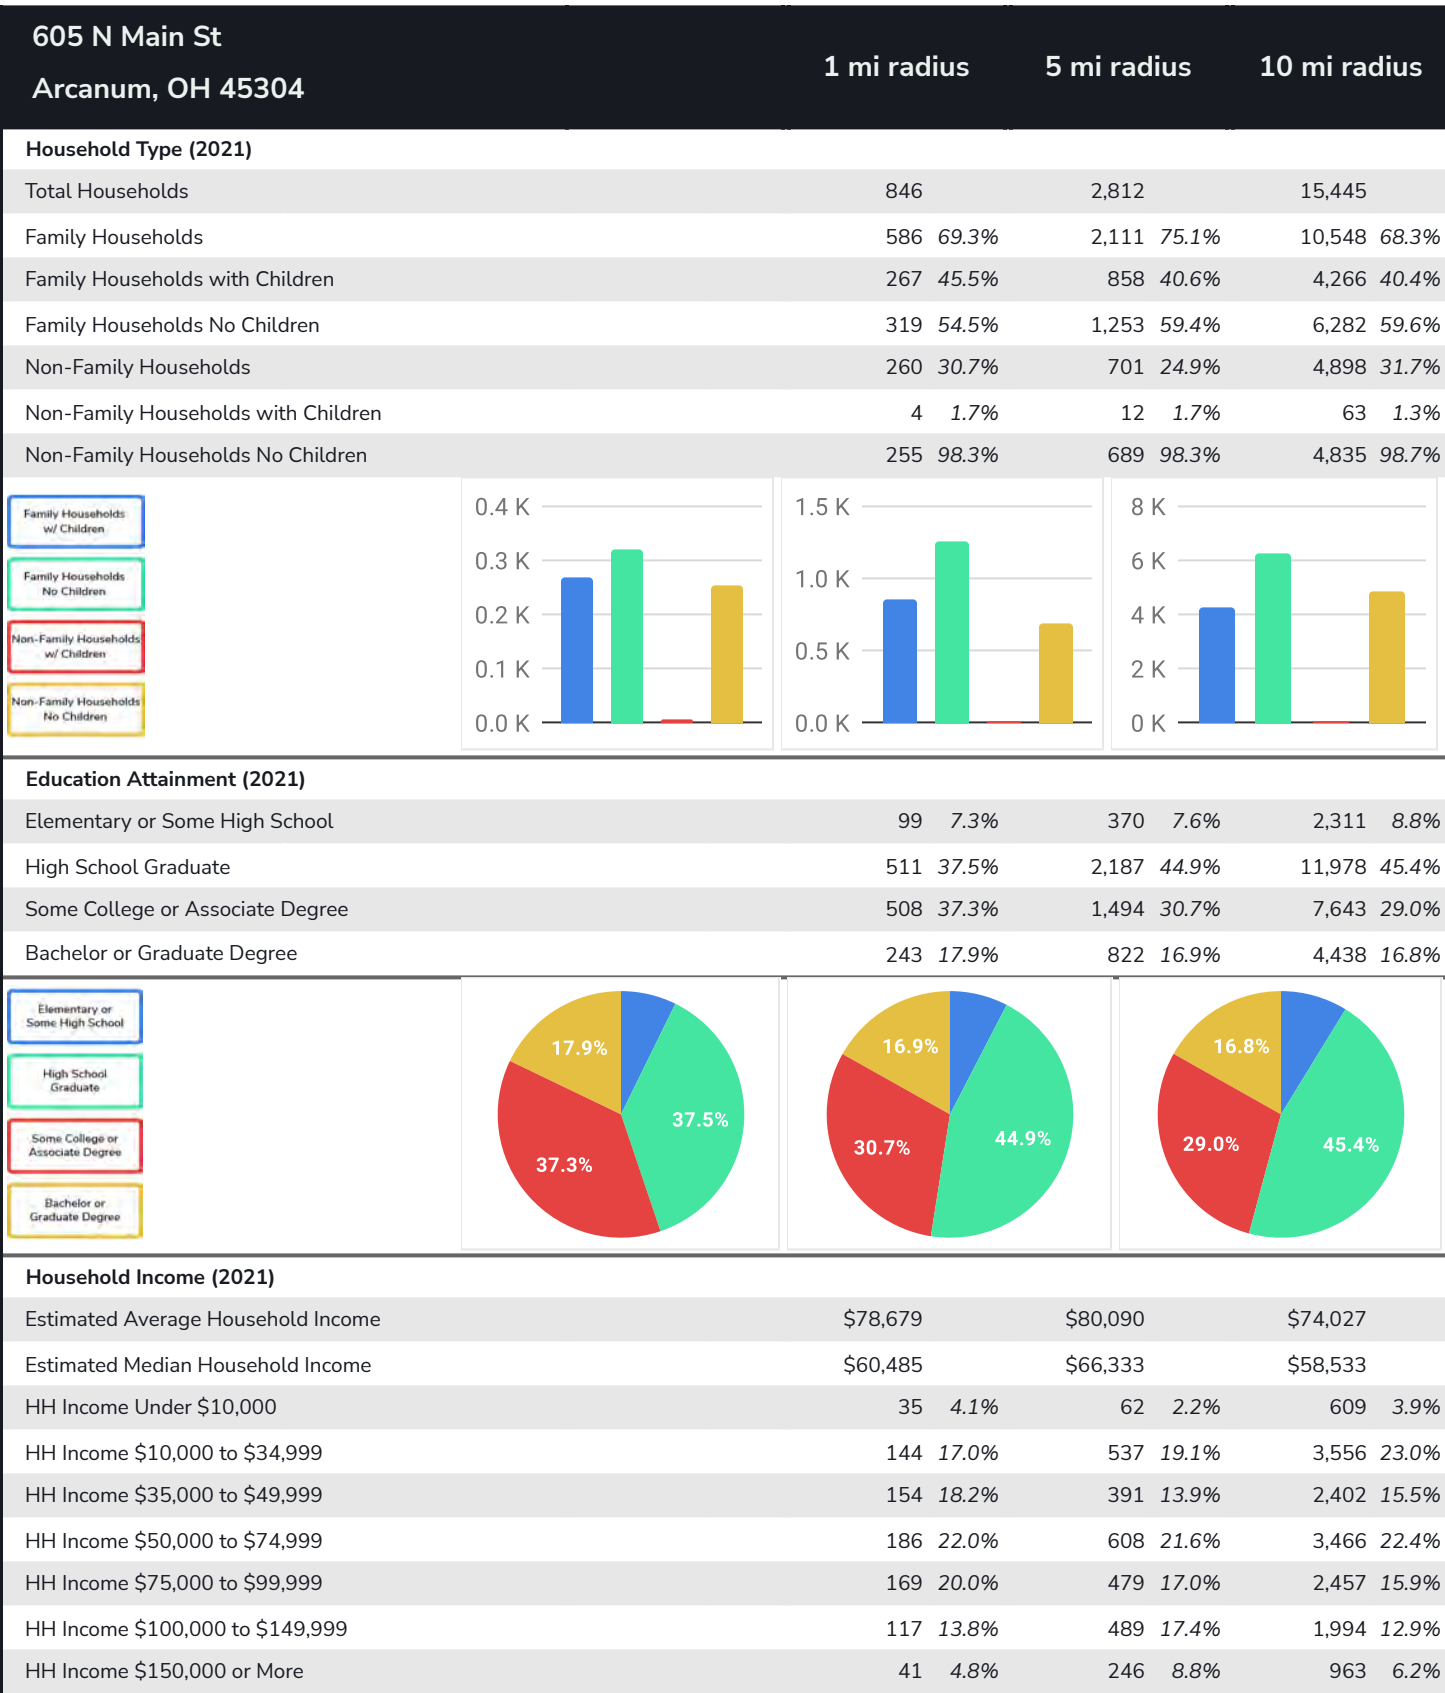 605 N Main St
Arcanum, OH 45304
1 mi radius 5 mi radius 10 mi radius
Household Type (2021)
Total Households 846 2,812 15,445
Family Households 586 69.3% 2,111 75.1% 10,548 68.3%
Family Households with Children 267 45.5% 858 40.6% 4,266 40.4%
Family Households No Children 319 54.5% 1,253 59.4% 6,282 59.6%
Non-Family Households 260 30.7% 701 24.9% 4,898 31.7%
Non-Family Households with Children 4 1.7% 12 1.7% 63 1.3%
Non-Family Households No Children 255 98.3% 689 98.3% 4,835 98.7%
Family Households
w/ Children
Family Households
No Children
Non-Family Households
w/ Children
Non-Family Households
No Children
0.4 K
0.3 K
0.2 K
0.1 K
0.0 K
1.5 K
1.0 K
0.5 K
0.0 K
8 K
6 K
4 K
2 K
0 K
Education Attainment (2021)
Elementary or Some High School 99 7.3% 370 7.6% 2,311 8.8%
High School Graduate 511 37.5% 2,187 44.9% 11,978 45.4%
Some College or Associate Degree 508 37.3% 1,494 30.7% 7,643 29.0%
Bachelor or Graduate Degree 243 17.9% 822 16.9% 4,438 16.8%
Elementary or
Some High School
High School
Graduate
Some College or
Associate Degree
Bachelor or
Graduate Degree
17.9%
37.5%
37.3%
16.9%
44.9%
30.7%
16.8%
45.4%
29.0%
Household Income (2021)
Estimated Average Household Income $78,679 $80,090 $74,027
Estimated Median Household Income $60,485 $66,333 $58,533
HH Income Under $10,000 35 4.1% 62 2.2% 609 3.9%
HH Income $10,000 to $34,999 144 17.0% 537 19.1% 3,556 23.0%
HH Income $35,000 to $49,999 154 18.2% 391 13.9% 2,402 15.5%
HH Income $50,000 to $74,999 186 22.0% 608 21.6% 3,466 22.4%
HH Income $75,000 to $99,999 169 20.0% 479 17.0% 2,457 15.9%
HH Income $100,000 to $149,999 117 13.8% 489 17.4% 1,994 12.9%
HH Income $150,000 or More 41 4.8% 246 8.8% 963 6.2%